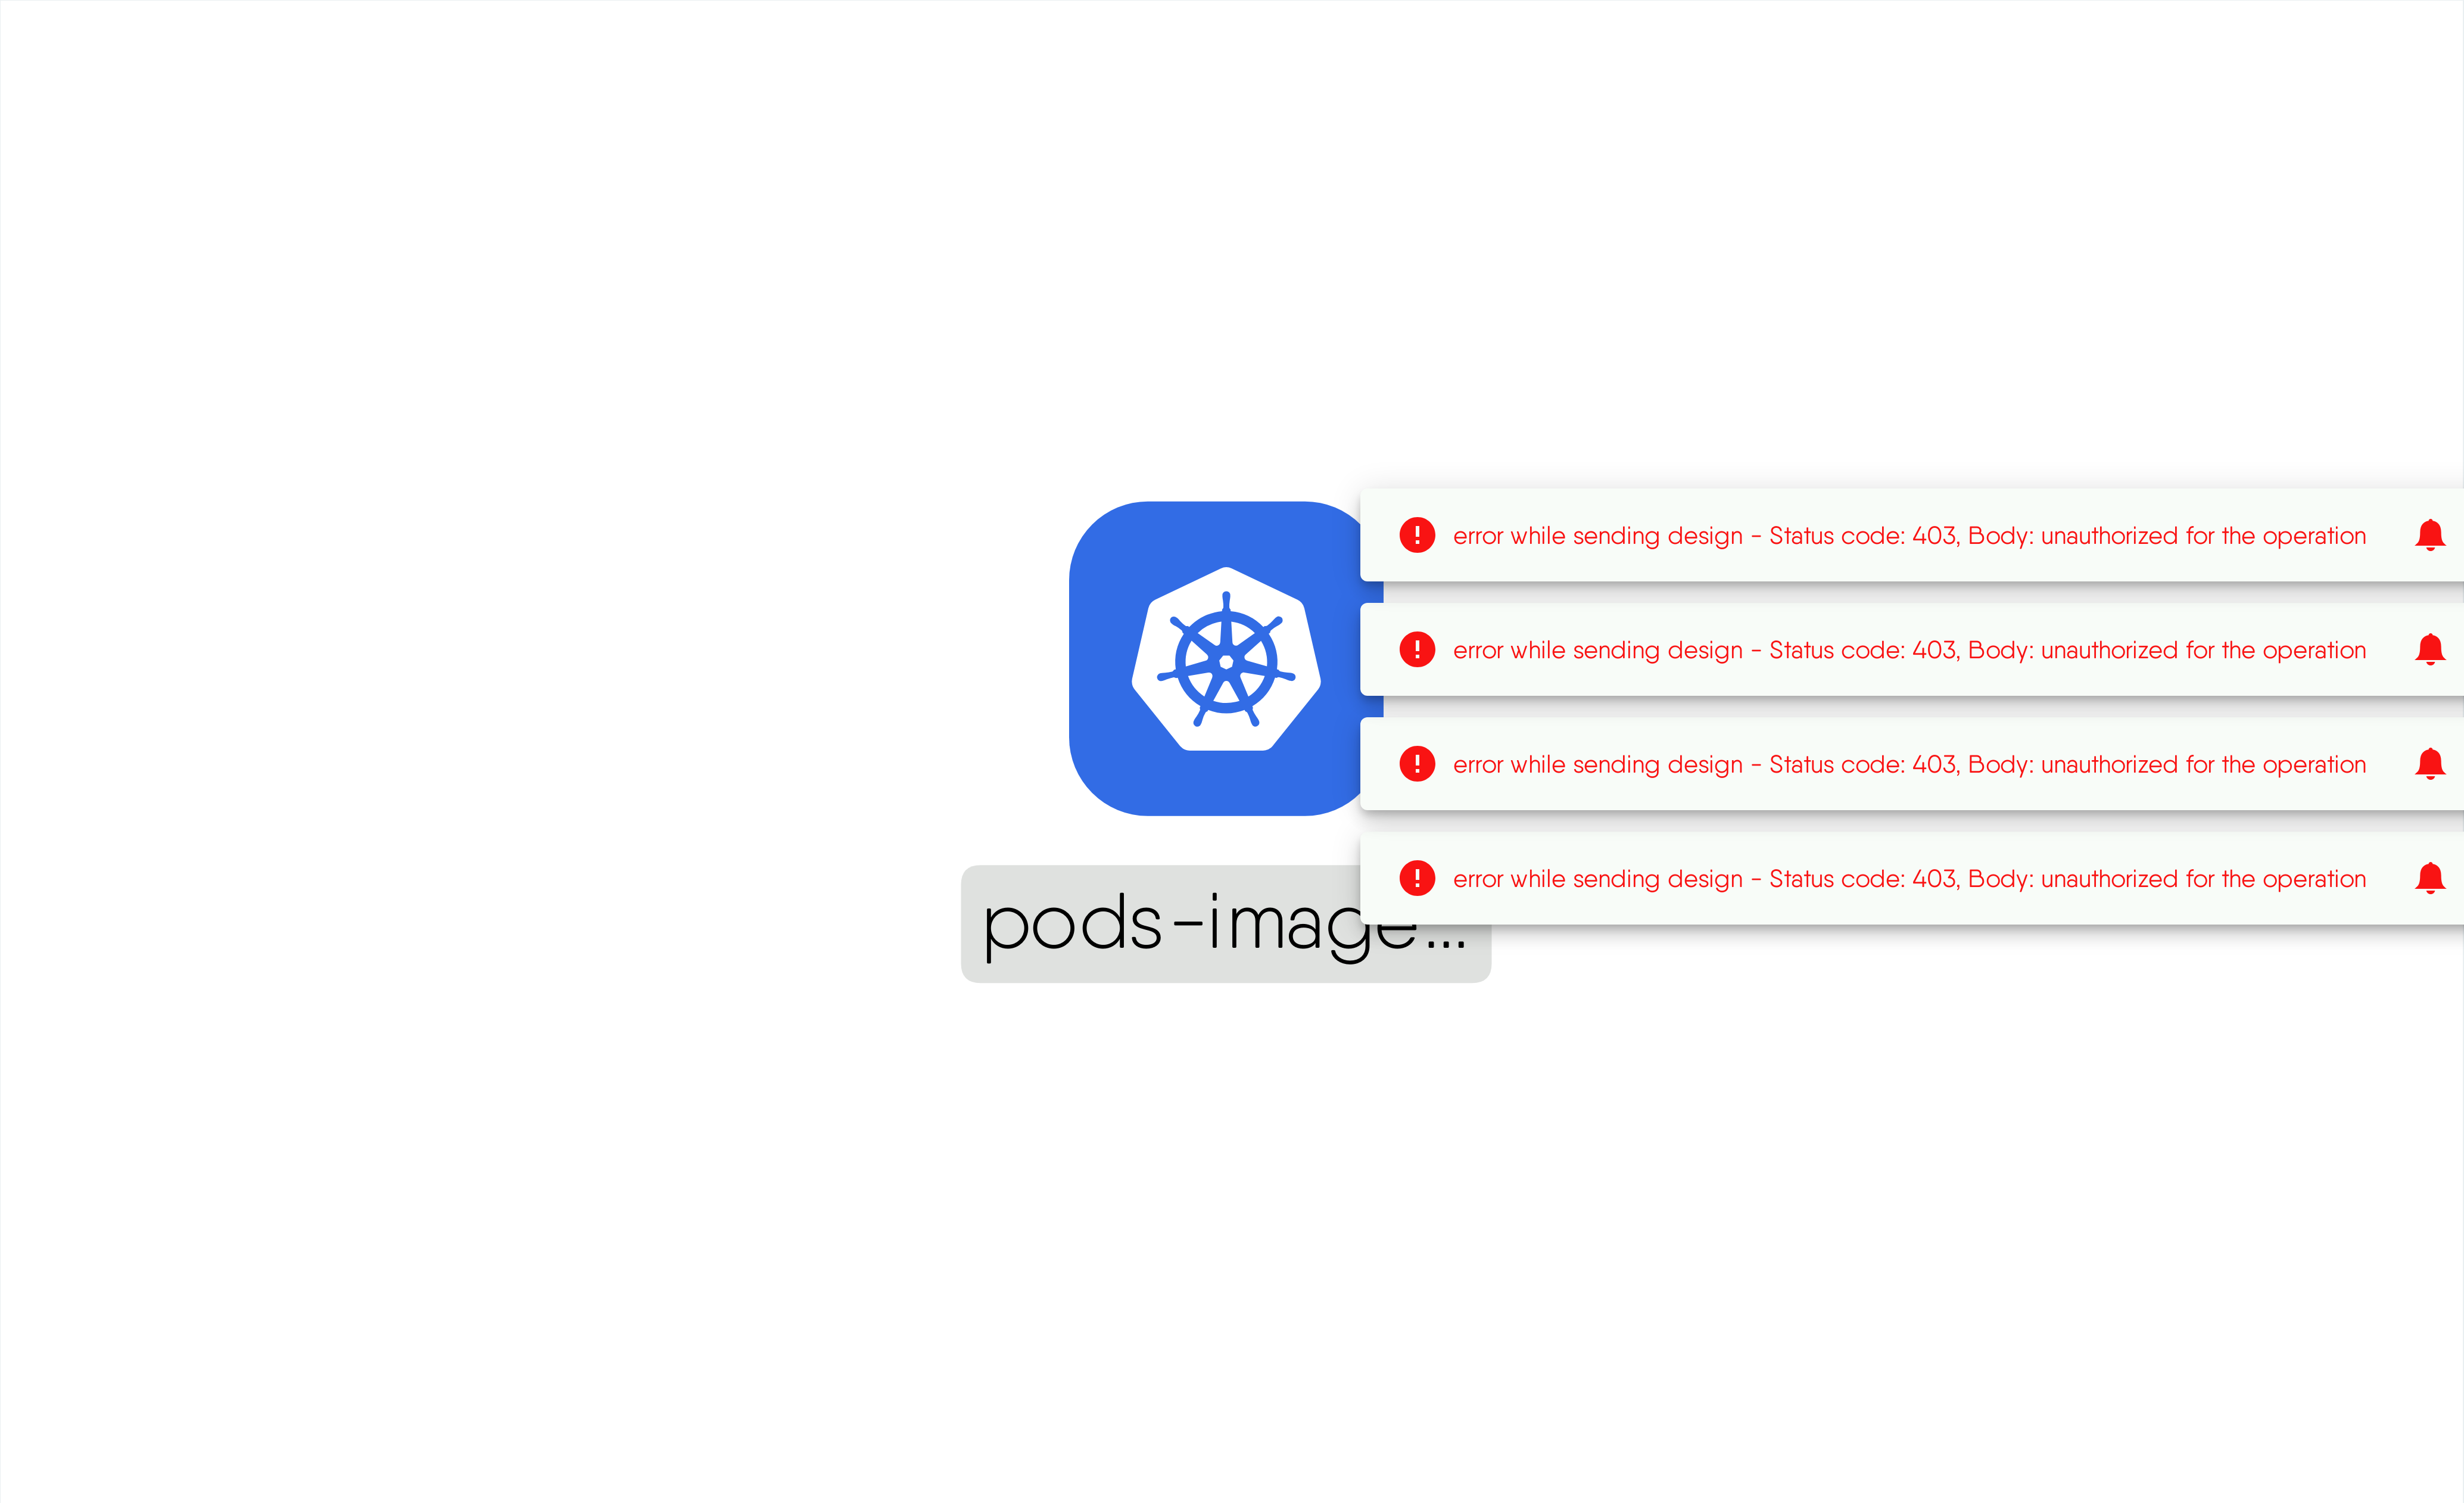 error while sending design - Status code: 403, Body: unauthorized for the operation
error while sending design - Status code: 403, Body: unauthorized for the operation
error while sending design - Status code: 403, Body: unauthorized for the operation
error while sending design - Status code: 403, Body: unauthorized for the operation
pods-image...